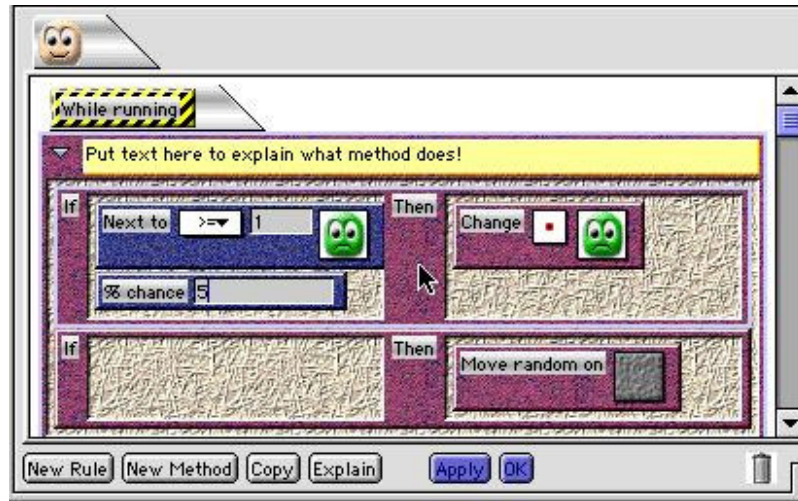 While running
Put text here to explain what method does!
If
Next to >= 1
Then
Change
% chance 5
If
Then
Move random on
New Rule New Method Copy Explain Apply OK